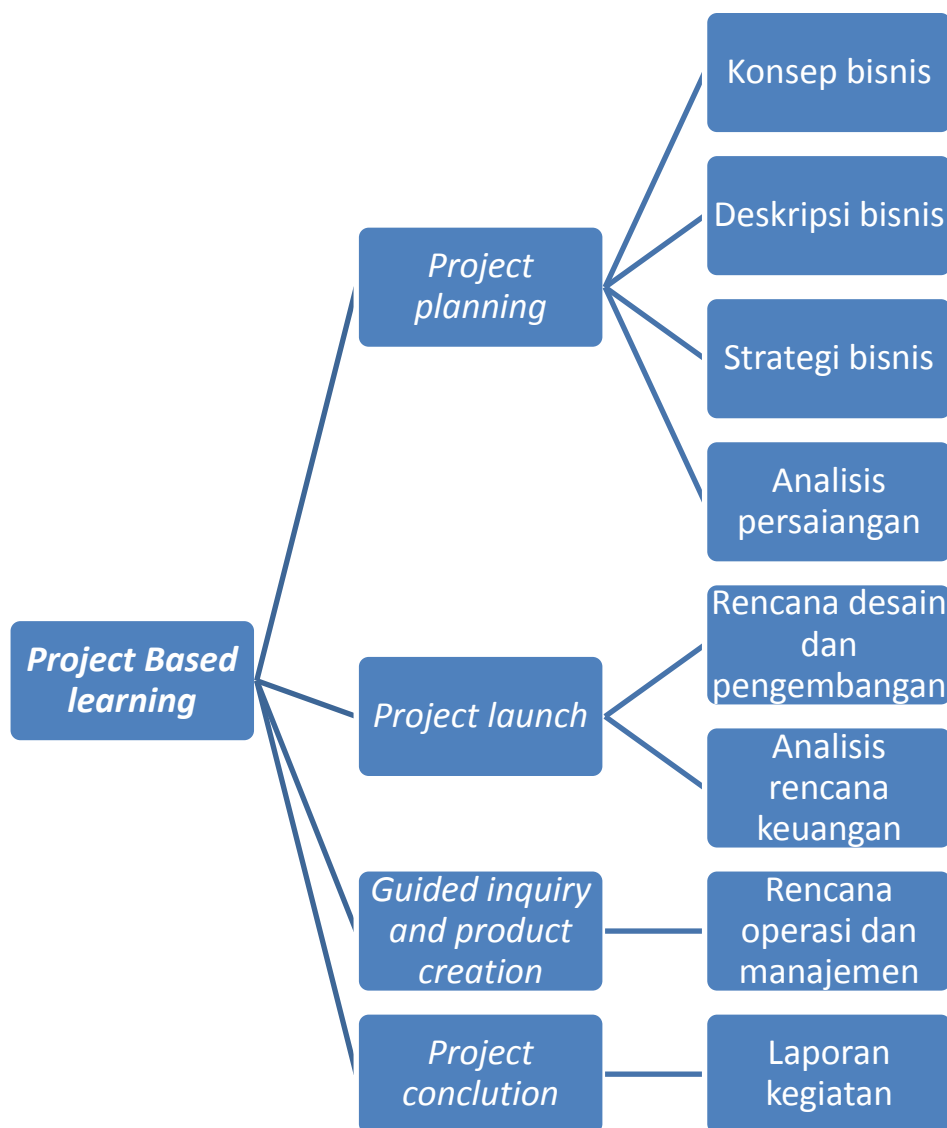 Project Based
learning
Project
planning
Konsep bisnis
Deskripsi bisnis
Strategi bisnis
Analisis
persaiangan
Project launch
Rencana desain
dan
pengembangan
Analisis
rencana
keuangan
Guided inquiry
and product
creation
Rencana
operasi dan
manajemen
Project
conclution
Laporan
kegiatan